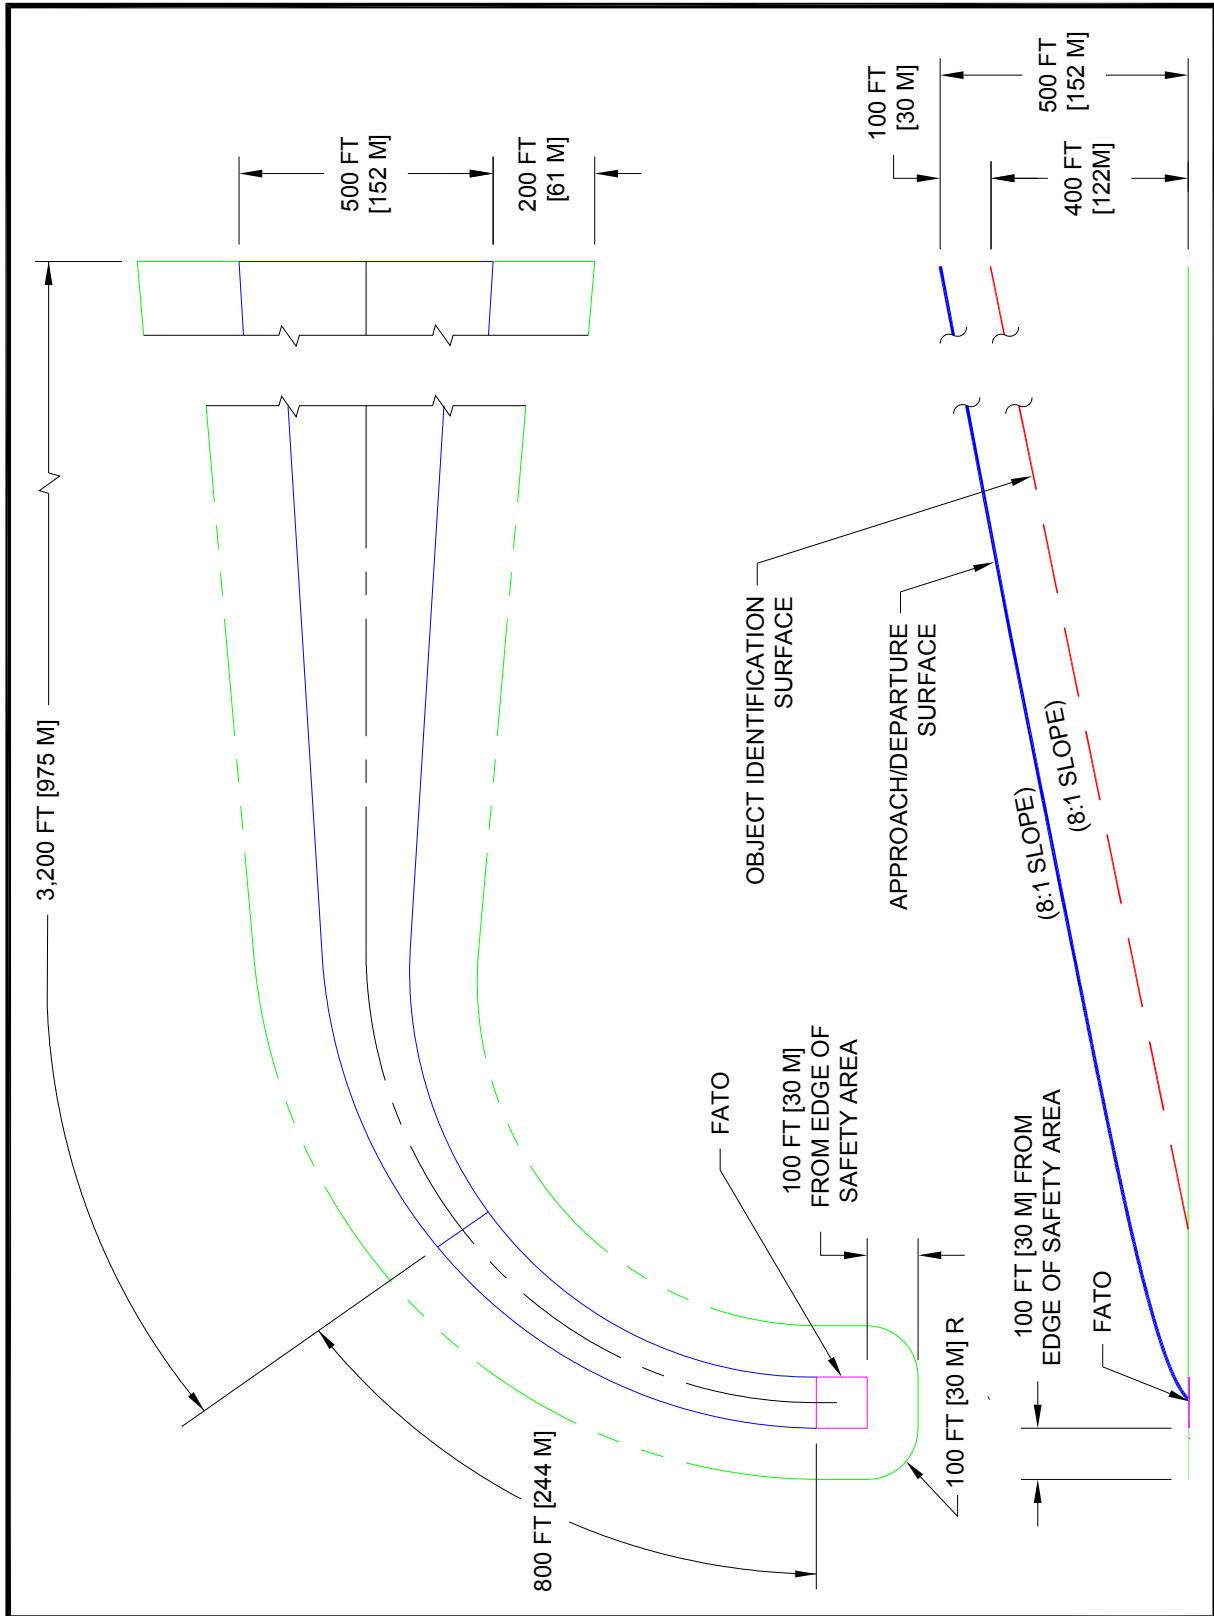 3,200 FT [975 M]
500 FT
[152 M]
200 FT
[61 M]
800 FT [244 M]
FATO
100 FT [30 M]
FROM EDGE OF
SAFETY AREA
100 FT [30 M] R
100 FT
[30 M]
500 FT
[152 M]
400 FT
[122M]
OBJECT IDENTIFICATION
SURFACE
APPROACH/DEPARTURE
SURFACE
(8:1 SLOPE)
(8:1 SLOPE)
100 FT [30 M] FROM
EDGE OF SAFETY AREA
FATO